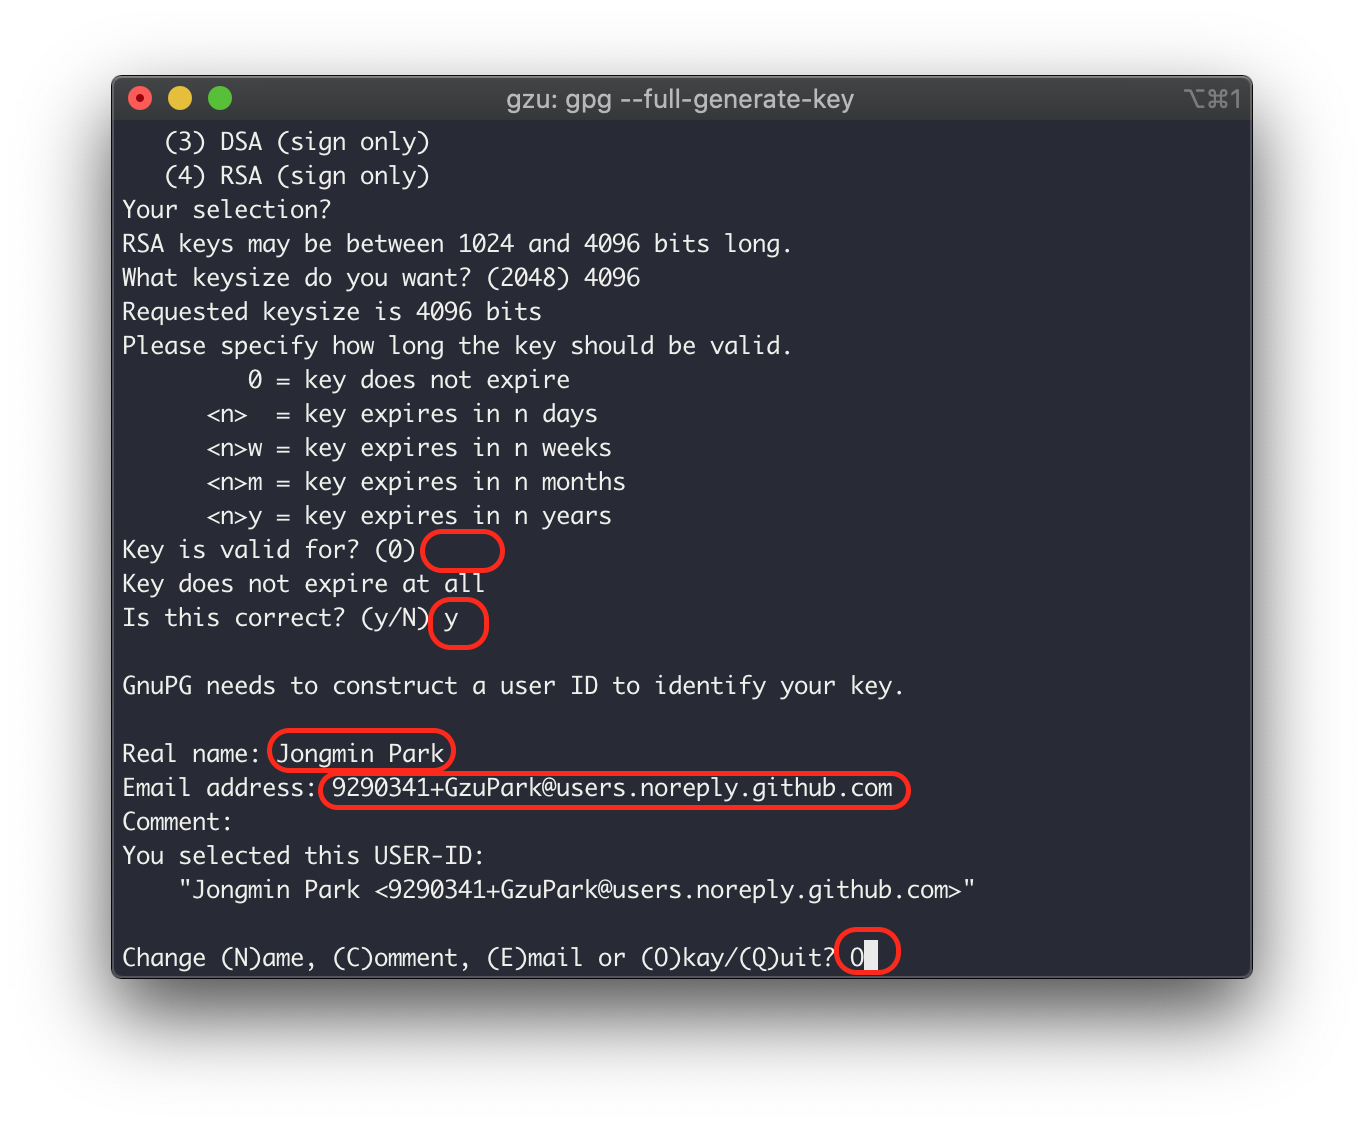 gzu: gpg --full-generate-key
⌥⌘1
(3) DSA (sign only)
(4) RSA (sign only)
Your selection?
RSA keys may be between 1024 and 4096 bits long.
What keysize do you want? (2048) 4096
Requested keysize is 4096 bits
Please specify how long the key should be valid.
0 = key does not expire
<n>  = key expires in n days
<n>w = key expires in n weeks
<n>m = key expires in n months
<n>y = key expires in n years
Key is valid for? (0)
Key does not expire at all
Is this correct? (y/N) y
GnuPG needs to construct a user ID to identify your key.
Real name: Jongmin Park
Email address: 9290341+GzuPark@users.noreply.github.com
Comment:
You selected this USER-ID:
"Jongmin Park <9290341+GzuPark@users.noreply.github.com>"
Change (N)ame, (C)omment, (E)mail or (O)kay/(Q)uit? O